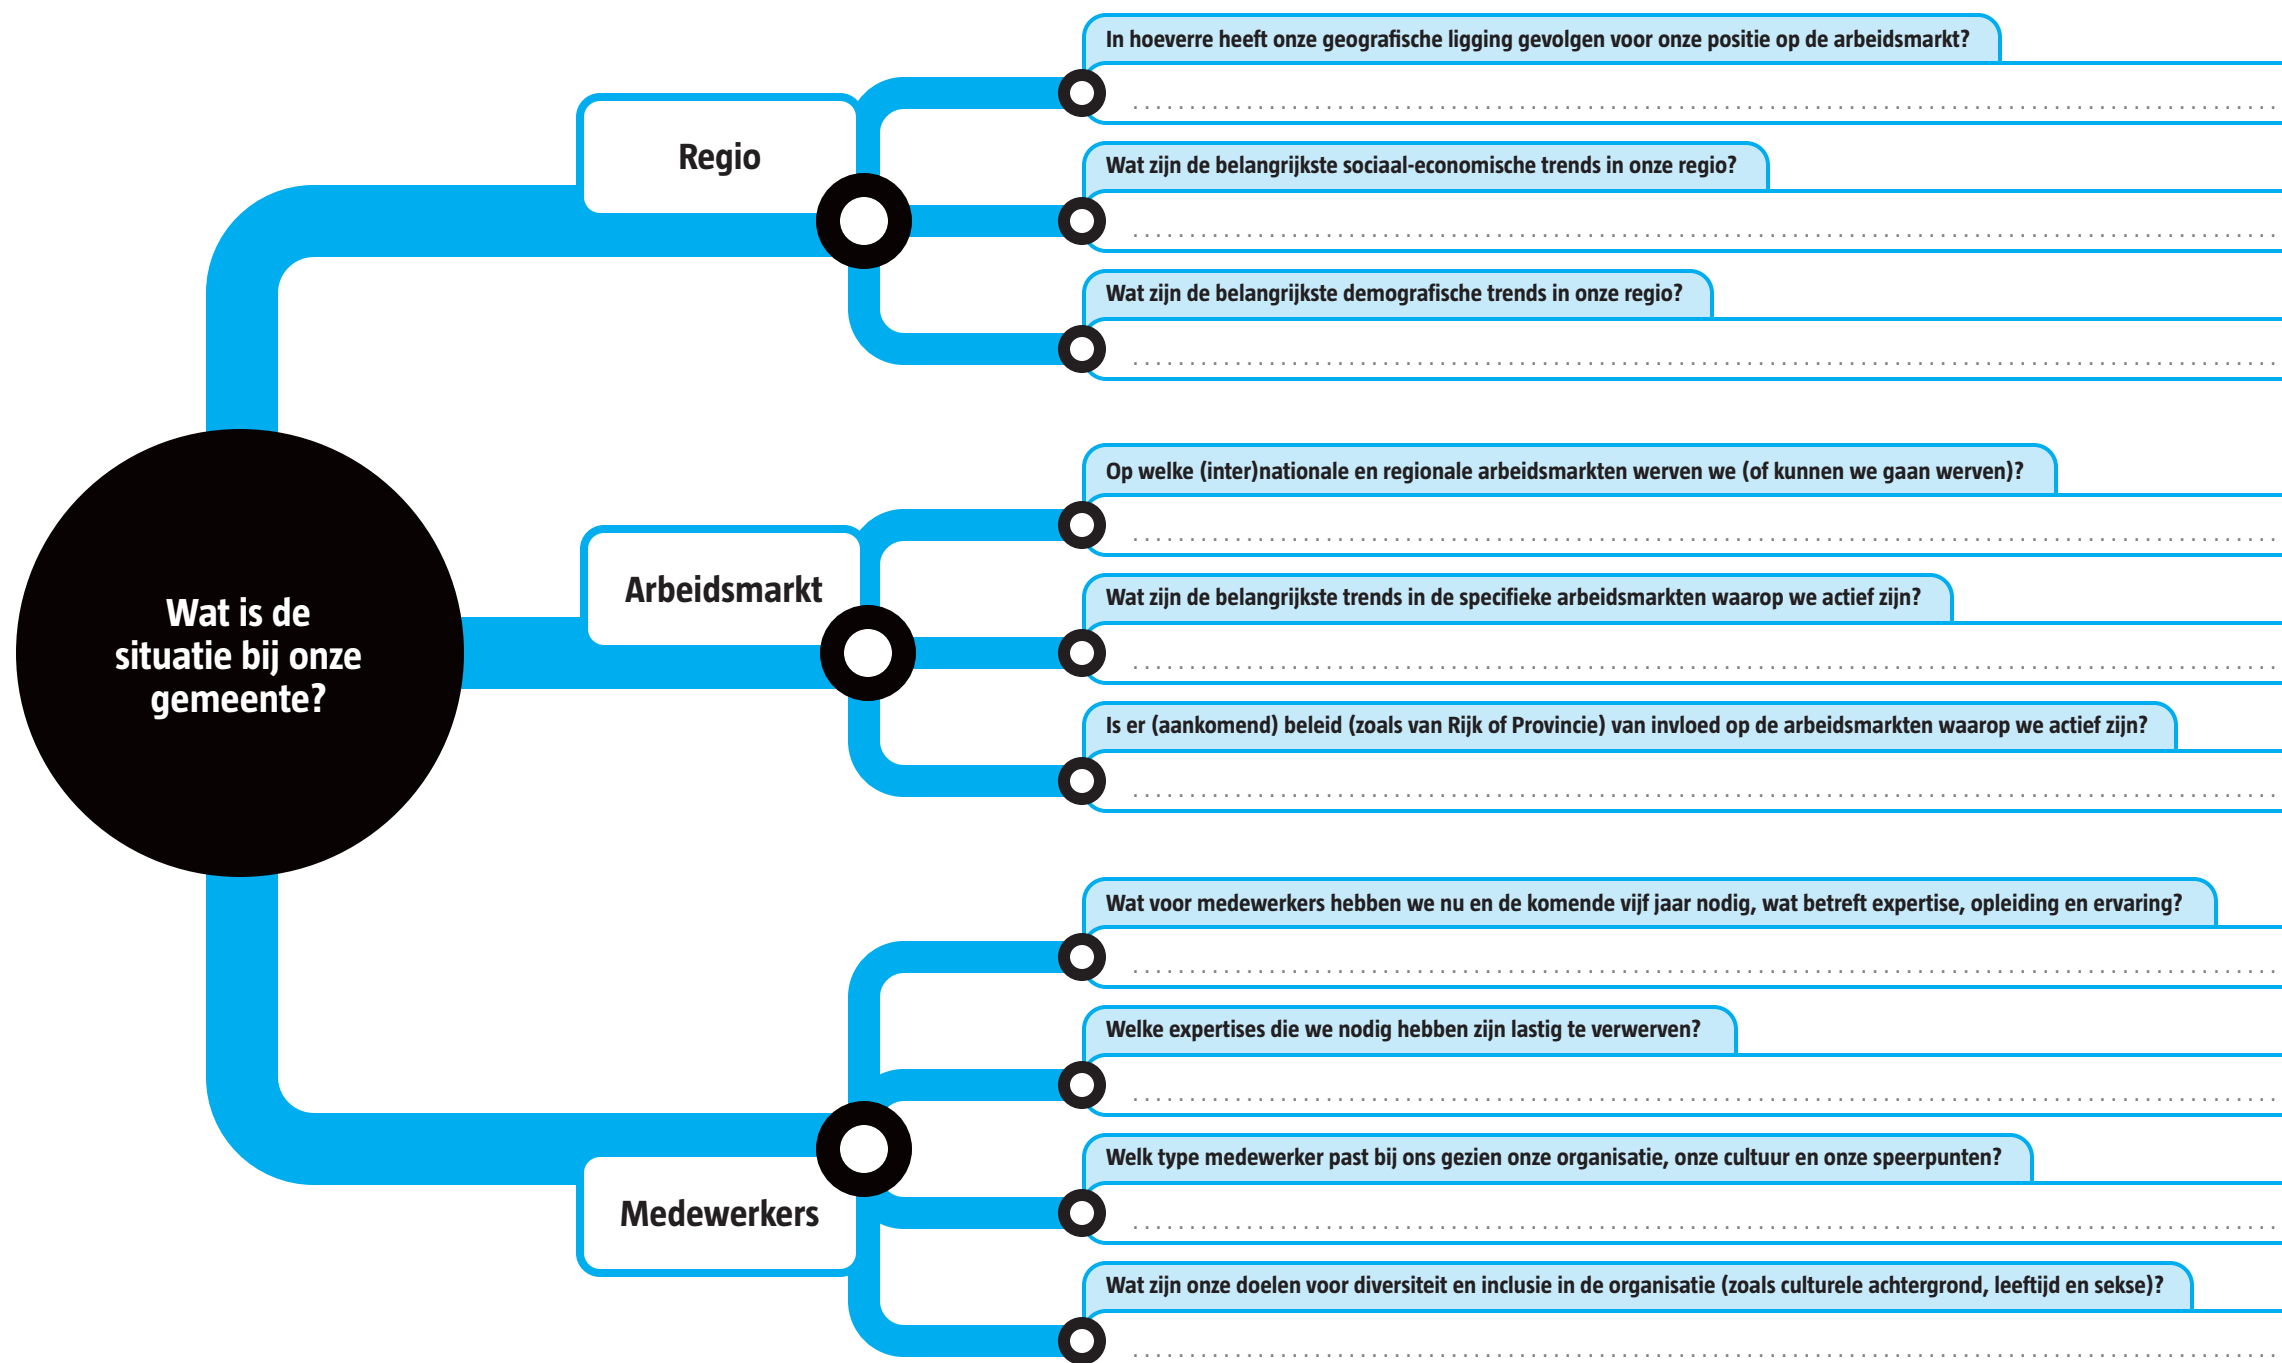 Wat is de
situatie bij onze
gemeente?
Regio
In hoeverre heeft onze geografische ligging gevolgen voor onze positie op de arbeidsmarkt?
Wat zijn de belangrijkste sociaal-economische trends in onze regio?
Wat zijn de belangrijkste demografische trends in onze regio?
Arbeidsmarkt
Op welke (inter)nationale en regionale arbeidsmarkten werven we (of kunnen we gaan werven)?
Wat zijn de belangrijkste trends in de specifieke arbeidsmarkten waarop we actief zijn?
Is er (aankomend) beleid (zoals van Rijk of Provincie) van invloed op de arbeidsmarkten waarop we actief zijn?
Medewerkers
Wat voor medewerkers hebben we nu en de komende vijf jaar nodig, wat betreft expertise, opleiding en ervaring?
Welke expertises die we nodig hebben zijn lastig te verwerven?
Welk type medewerker past bij ons gezien onze organisatie, onze cultuur en onze speerpunten?
Wat zijn onze doelen voor diversiteit en inclusie in de organisatie (zoals culturele achtergrond, leeftijd en sekse)?